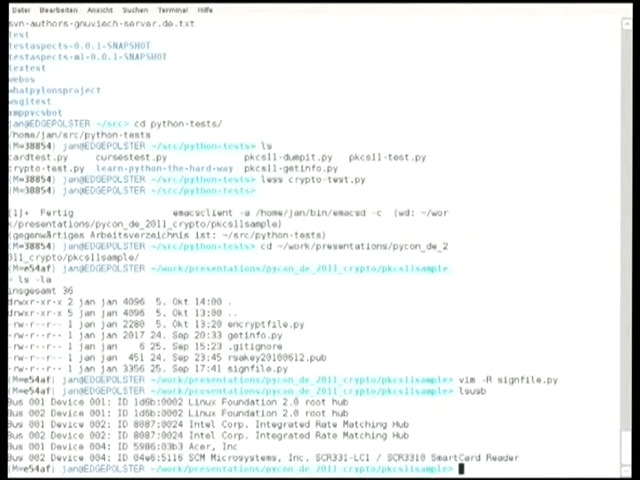 Datei Bearbeiten Ansicht Suchen Terminal Hilfe
svn-authors-gnuviech-server.de.txt
test
testaspects-0.0.1-SNAPSHOT
testaspects-ml-0.0.1-SNAPSHOT
textest
webos
whatpylonsproject
wsgitest
xmppvcsbot
jan@EDGEPOLSTER ~/src> cd python-tests/
/home/jan/src/python-tests
(M=38854) jan@EDGEPOLSTER ~/src/python-tests> ls
cardtest.py cursestest.py pkcs11-dumpit.py pkcs11-test.py
crypto-test.py learn-python-the-hard-way pkcs11-getinfo.py
(M=38854) jan@EDGEPOLSTER ~/src/python-tests> less crypto-test.py
(M=38854) jan@EDGEPOLSTER ~/src/python-tests>
[1]+ Fertig emacsclient -a /home/jan/bin/emacsd -c (wd: ~/wor
k/presentations/pycon_de_2011_crypto/pkcs11sample)
(gegenwärtiges Arbeitsverzeichnis ist: ~/src/python-tests)
(M=38854) jan@EDGEPOLSTER ~/src/python-tests> cd ~/work/presentations/pycon_de_2
011_crypto/pkcs11sample/
(M=e54af) jan@EDGEPOLSTER ~/work/presentations/pycon_de_2011_crypto/pkcs11sample
> ls -la
insgesamt 36
drwxr-xr-x 2 jan jan 4096 5. Okt 14:00 .
drwxr-xr-x 5 jan jan 4096 5. Okt 13:00 ..
-rw-r--r-- 1 jan jan 2280 5. Okt 13:20 encryptfile.py
-rw-r--r-- 1 jan jan 2017 24. Sep 20:33 getinfo.py
-rw-r--r-- 1 jan jan 6 25. Sep 15:23 .gitignore
-rw-r--r-- 1 jan jan 451 24. Sep 23:45 rsakey20100612.pub
-rw-r--r-- 1 jan jan 3356 25. Sep 17:41 signfile.py
(M=e54af) jan@EDGEPOLSTER ~/work/presentations/pycon_de_2011_crypto/pkcs11sample> vim -R signfile.py
(M=e54af) jan@EDGEPOLSTER ~/work/presentations/pycon_de_2011_crypto/pkcs11sample> lsusb
Bus 001 Device 001: ID 1d6b:0002 Linux Foundation 2.0 root hub
Bus 002 Device 001: ID 1d6b:0002 Linux Foundation 2.0 root hub
Bus 001 Device 002: ID 8087:0024 Intel Corp. Integrated Rate Matching Hub
Bus 002 Device 002: ID 8087:0024 Intel Corp. Integrated Rate Matching Hub
Bus 001 Device 004: ID 5986:03b3 Acer, Inc
Bus 002 Device 004: ID 04e6:5116 SCM Microsystems, Inc. SCR331-LC1 / SCR3310 SmartCard Reader
(M=e54af) jan@EDGEPOLSTER ~/work/presentations/pycon_de_2011_crypto/pkcs11sample>